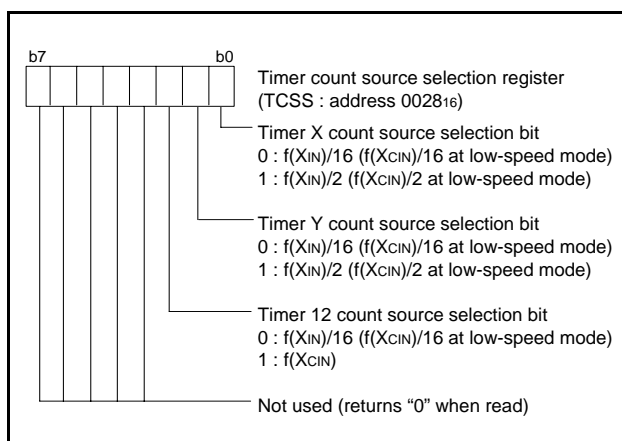 b7 b0
Timer count source selection register
(TCSS : address 002816)
Timer X count source selection bit
0 : f(XIN)/16 (f(XCIN)/16 at low-speed mode)
1 : f(XIN)/2 (f(XCIN)/2 at low-speed mode)
Timer Y count source selection bit
0 : f(XIN)/16 (f(XCIN)/16 at low-speed mode)
1 : f(XIN)/2 (f(XCIN)/2 at low-speed mode)
Timer 12 count source selection bit
0 : f(XIN)/16 (f(XCIN)/16 at low-speed mode)
1 : f(XCIN)
Not used (returns “0” when read)